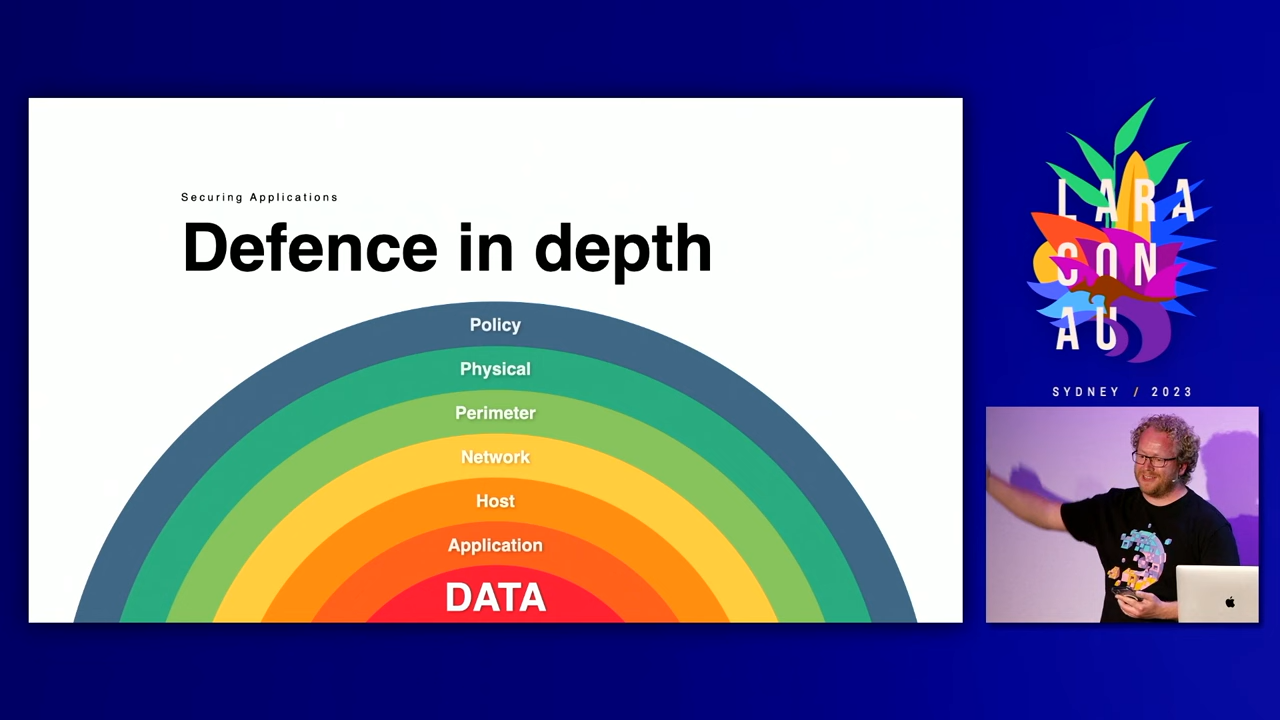 Securing Applications
Defence in depth
Policy
Physical
Perimeter
Network
Host
Application
DATA
LARA
CON
AU
SYDNEY / 2023